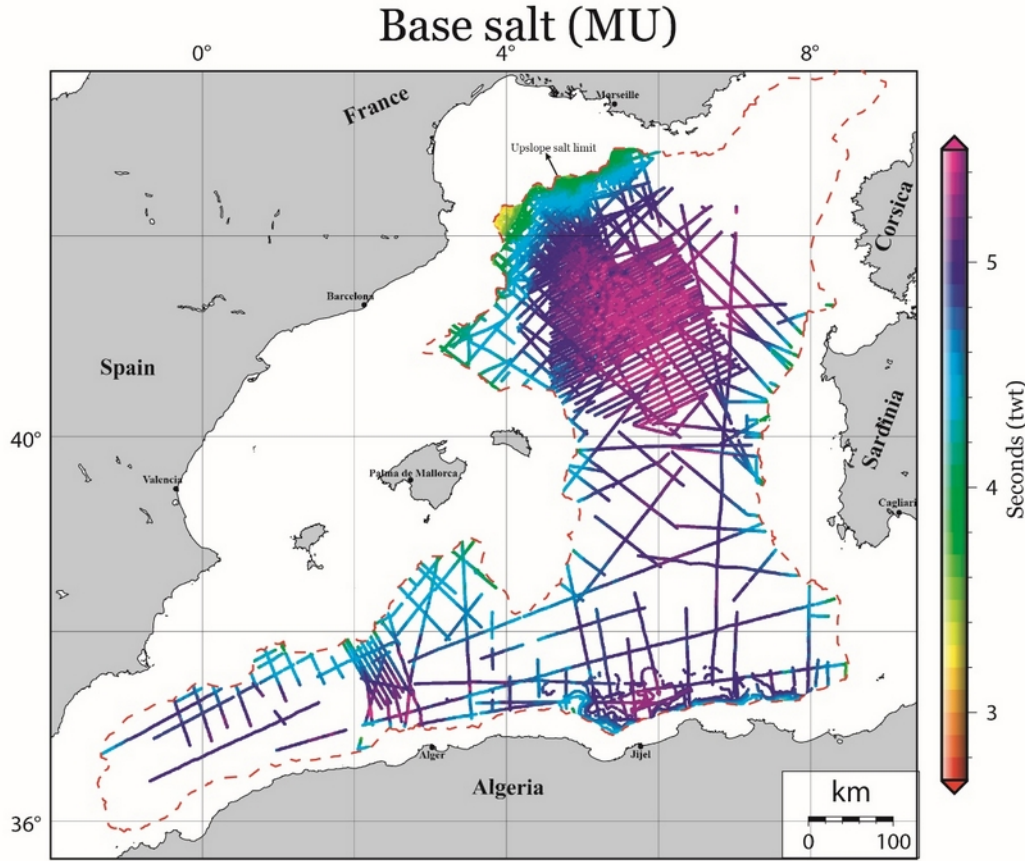 Base salt (MU)
0°
4°
8°
France
Marseille
Upslope salt limit
Corsica
5
Barcelona
Spain
Seconds (twt)
Sardinia
40°
Palma de Mallorca
Valencia
4
Cagliari
3
Alger
Jijel
Algeria
km
36°
0
100